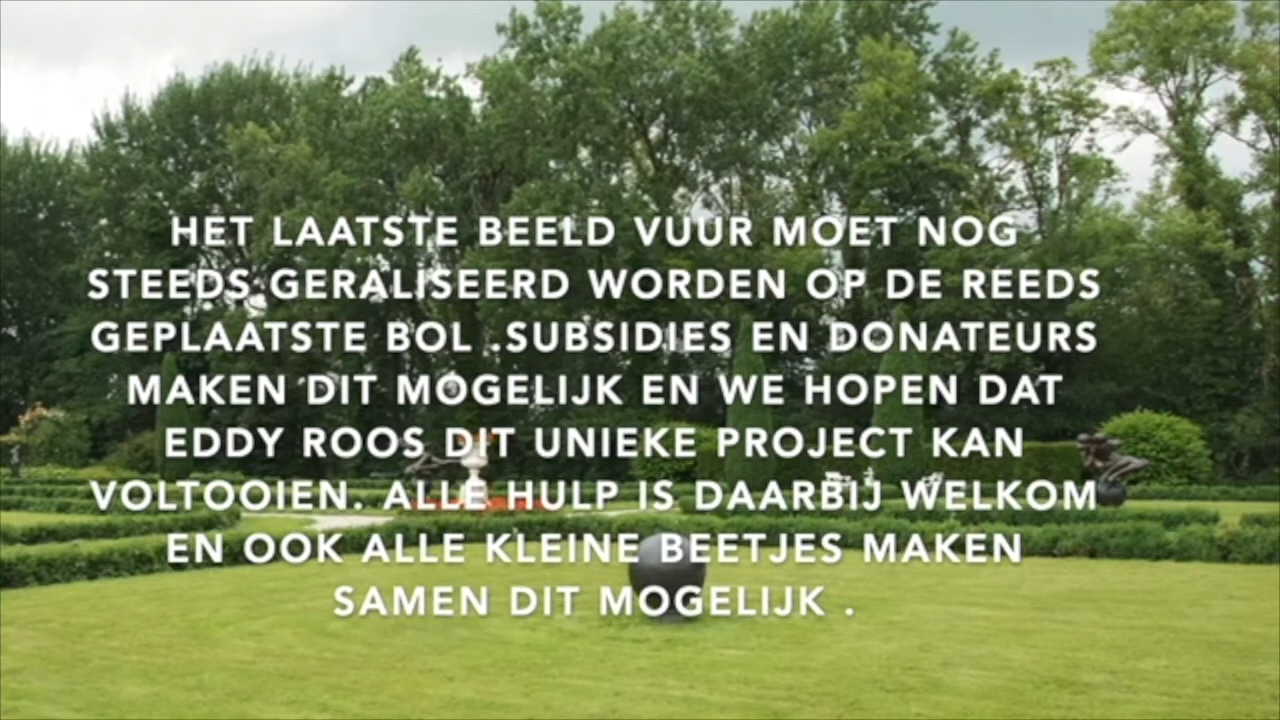 HET LAATSTE BEELD VUUR MOET NOG
STEEDS GERALISEERD WORDEN OP DE REEDS
GEPLAATSTE BOL .SUBSIDIES EN DONATEURS
MAKEN DIT MOGELIJK EN WE HOPEN DAT
EDDY ROOS DIT UNIEKE PROJECT KAN
VOLTOOIEN. ALLE HULP IS DAARBIJ WELKOM
EN OOK ALLE KLEINE BEETJES MAKEN
SAMEN DIT MOGELIJK .